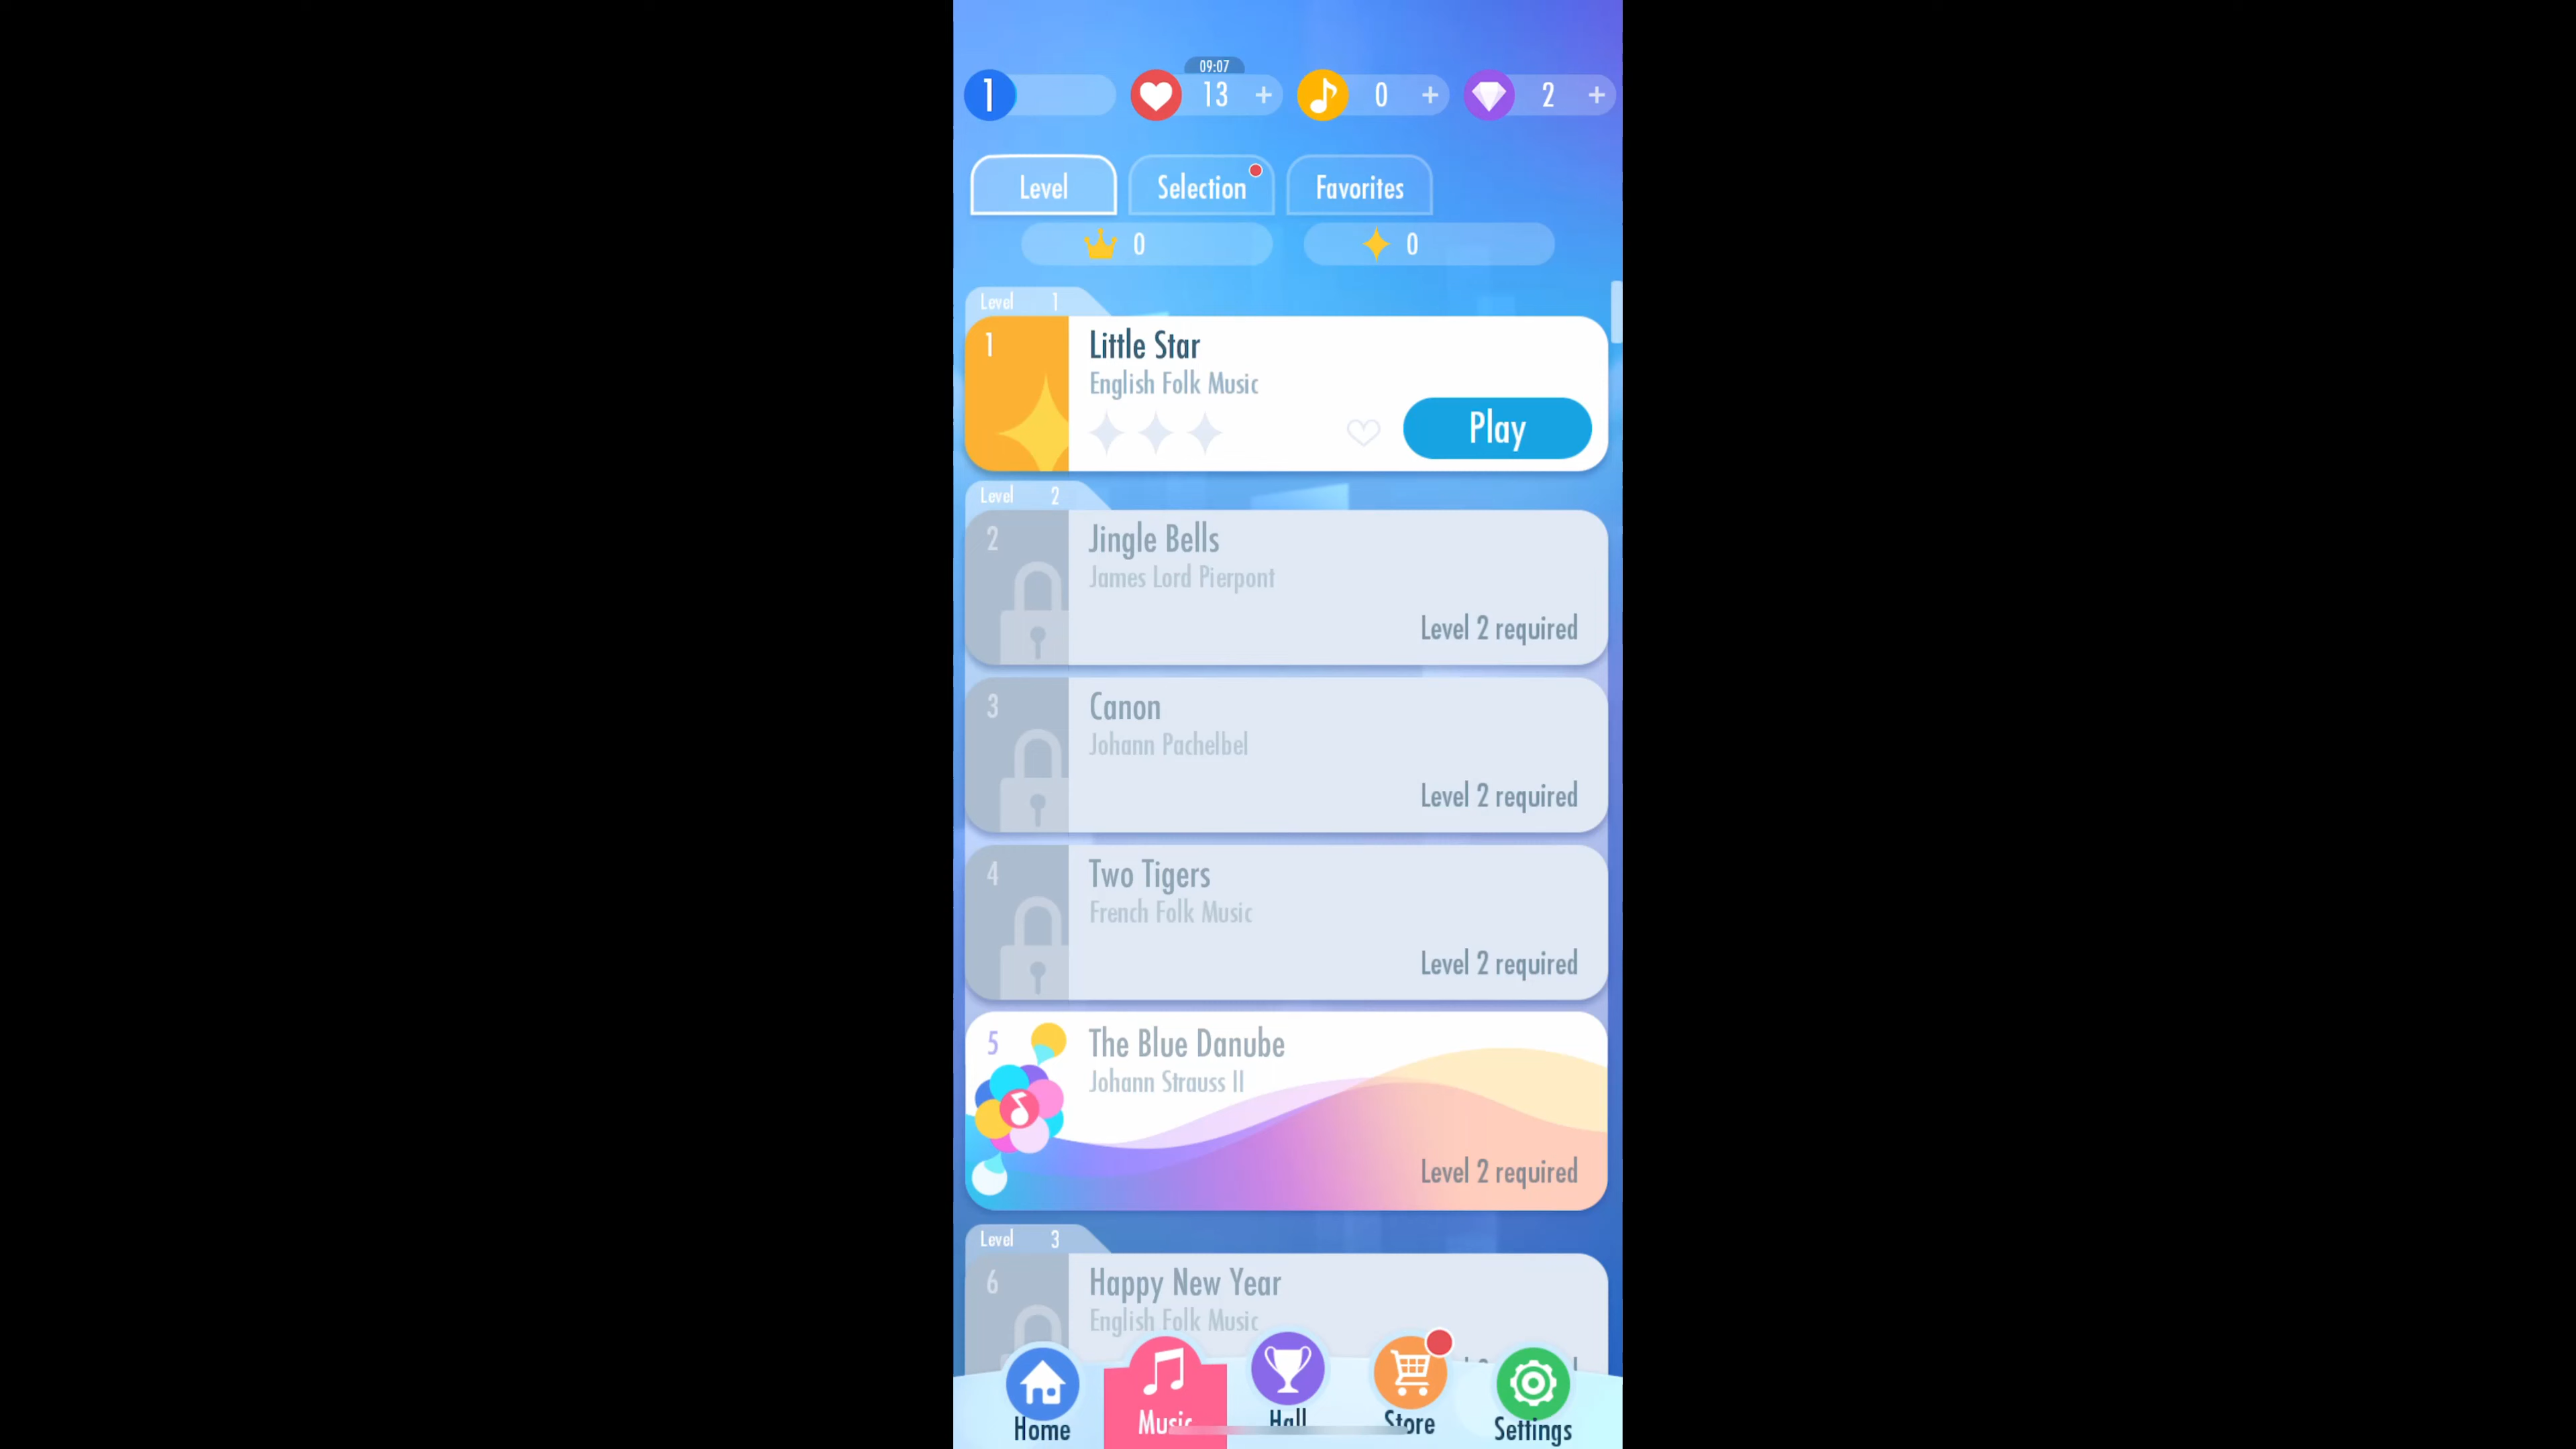 09:07
1 13 + 0 + 2 +
Level Selection Favorites
0 0
Level 1
1 Little Star
English Folk Music
Play
Level 2
2 Jingle Bells
James Lord Pierpont
Level 2 required
3 Canon
Johann Pachelbel
Level 2 required
4 Two Tigers
French Folk Music
Level 2 required
5 The Blue Danube
Johann Strauss II
Level 2 required
Level 3
6 Happy New Year
English Folk Music
Home Music Hall Store Settings